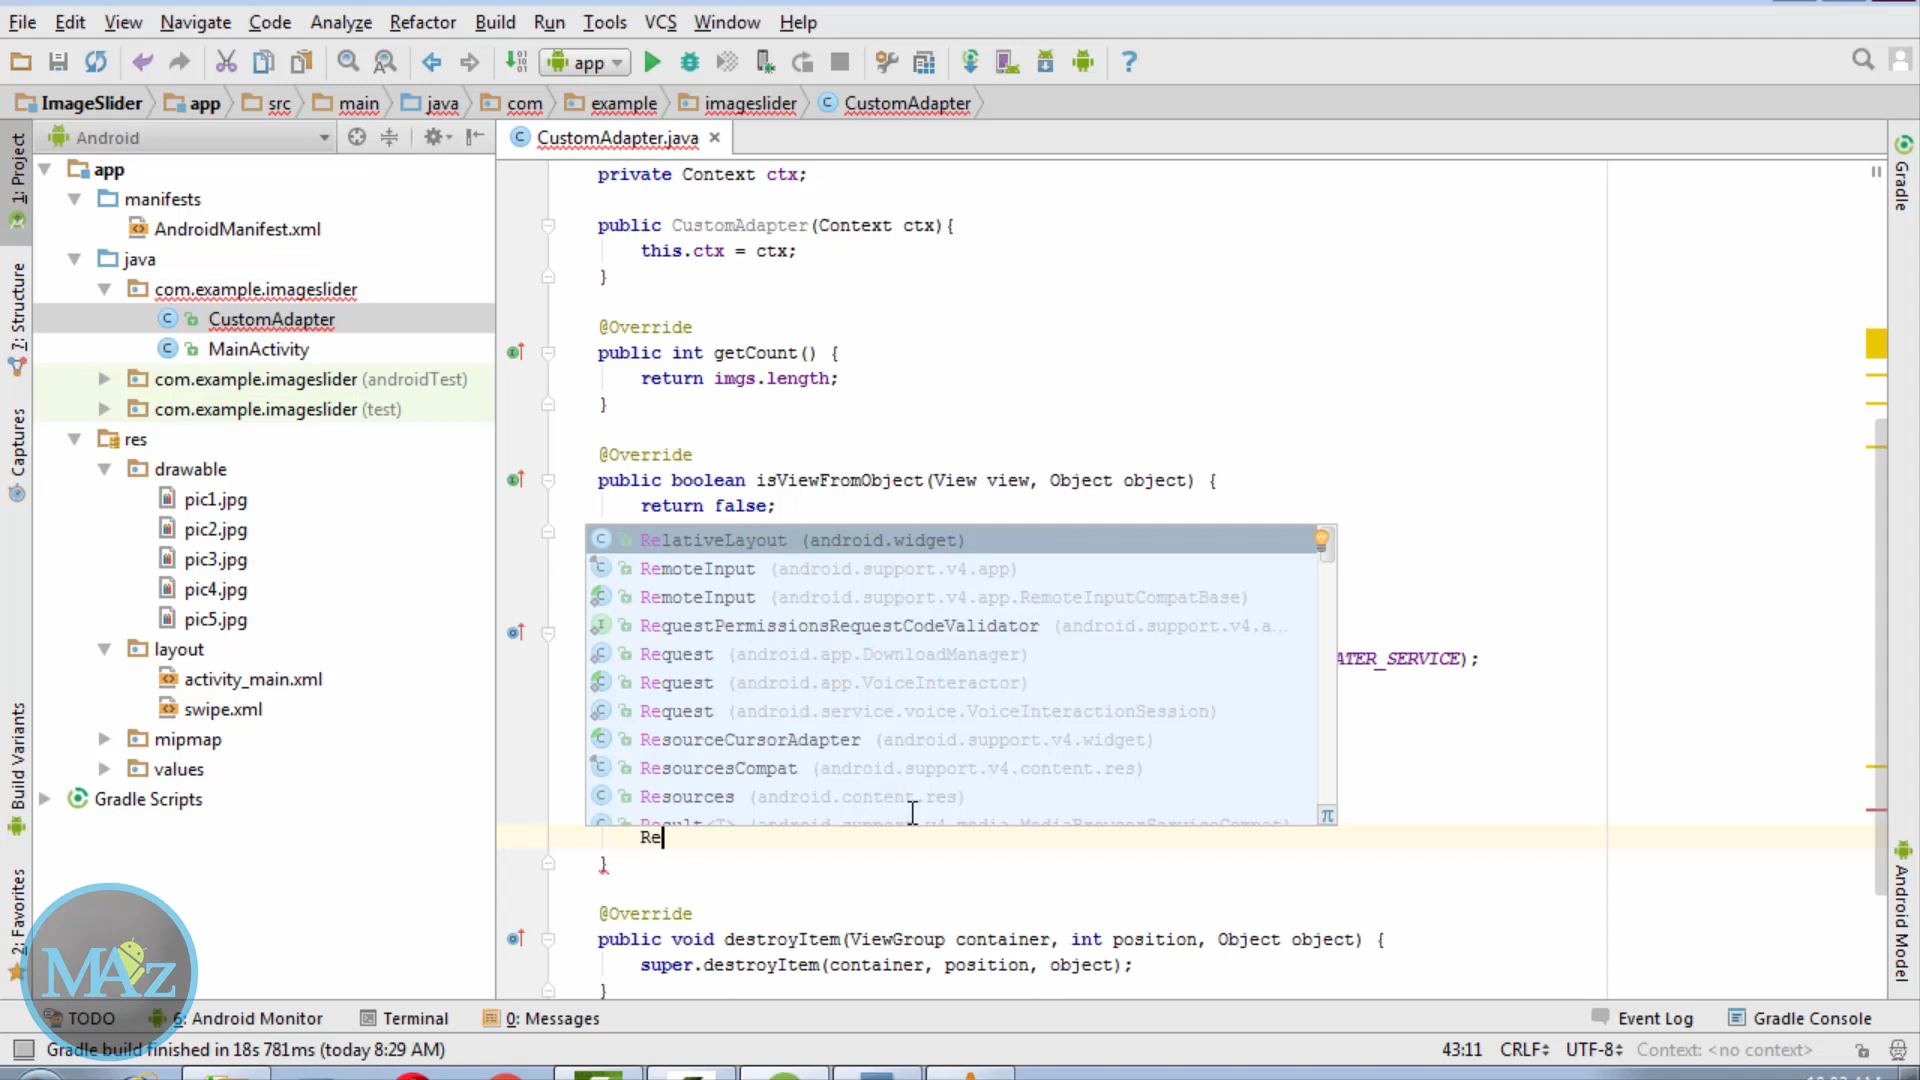 File Edit View Navigate Code Analyze Refactor Build Run Tools VCS Window Help
app
ImageSlider app src main java com example imageslider CustomAdapter
Android
CustomAdapter.java
1: Project
7: Structure
Captures
Build Variants
2: Favorites
app
manifests
AndroidManifest.xml
java
com.example.imageslider
CustomAdapter
MainActivity
com.example.imageslider (androidTest)
com.example.imageslider (test)
res
drawable
pic1.jpg
pic2.jpg
pic3.jpg
pic4.jpg
pic5.jpg
layout
activity_main.xml
swipe.xml
mipmap
values
Gradle Scripts
private Context ctx;
public CustomAdapter(Context ctx){
this.ctx = ctx;
}
@Override
public int getCount() {
return imgs.length;
}
@Override
public boolean isViewFromObject(View view, Object object) {
return false;
RelativeLayout (android.widget)
RemoteInput (android.support.v4.app)
RemoteInput (android.support.v4.app.RemoteInputCompatBase)
RequestPermissionsRequestCodeValidator (android.support.v4.a...
Request (android.app.DownloadManager)
ATER_SERVICE);
Request (android.app.VoiceInteractor)
Request (android.service.voice.VoiceInteractionSession)
ResourceCursorAdapter (android.support.v4.widget)
ResourcesCompat (android.support.v4.content.res)
Resources (android.content.res)
Result<T> (android.support.v4.media.MediaBrowserServiceCompat)
π
Re
}
@Override
public void destroyItem(ViewGroup container, int position, Object object) {
super.destroyItem(container, position, object);
}
Gradle
Android Model
MAz
TODO 6: Android Monitor Terminal 0: Messages Event Log Gradle Console
Gradle build finished in 18s 781ms (today 8:29 AM) 43:11 CRLF UTF-8 Context: <no context>